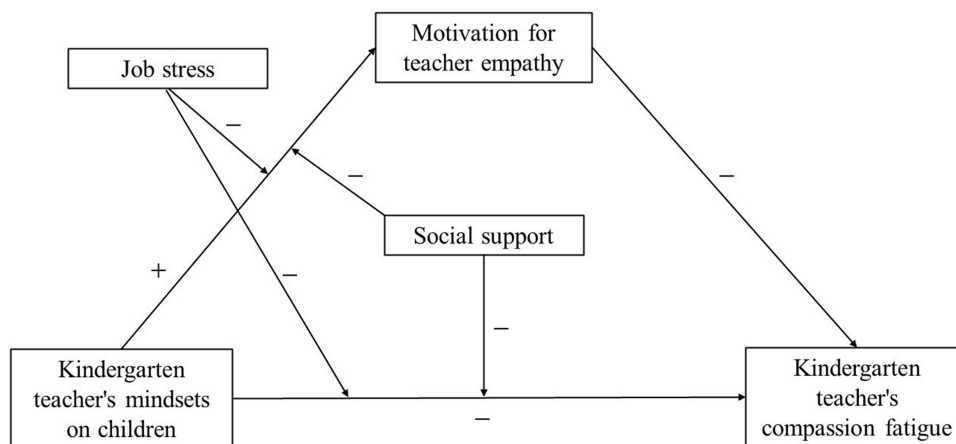 Motivation for
teacher empathy
Job stress
–
–
–
Social support
+
–
–
Kindergarten
teacher's mindsets
on children
–
Kindergarten
teacher's
compassion fatigue